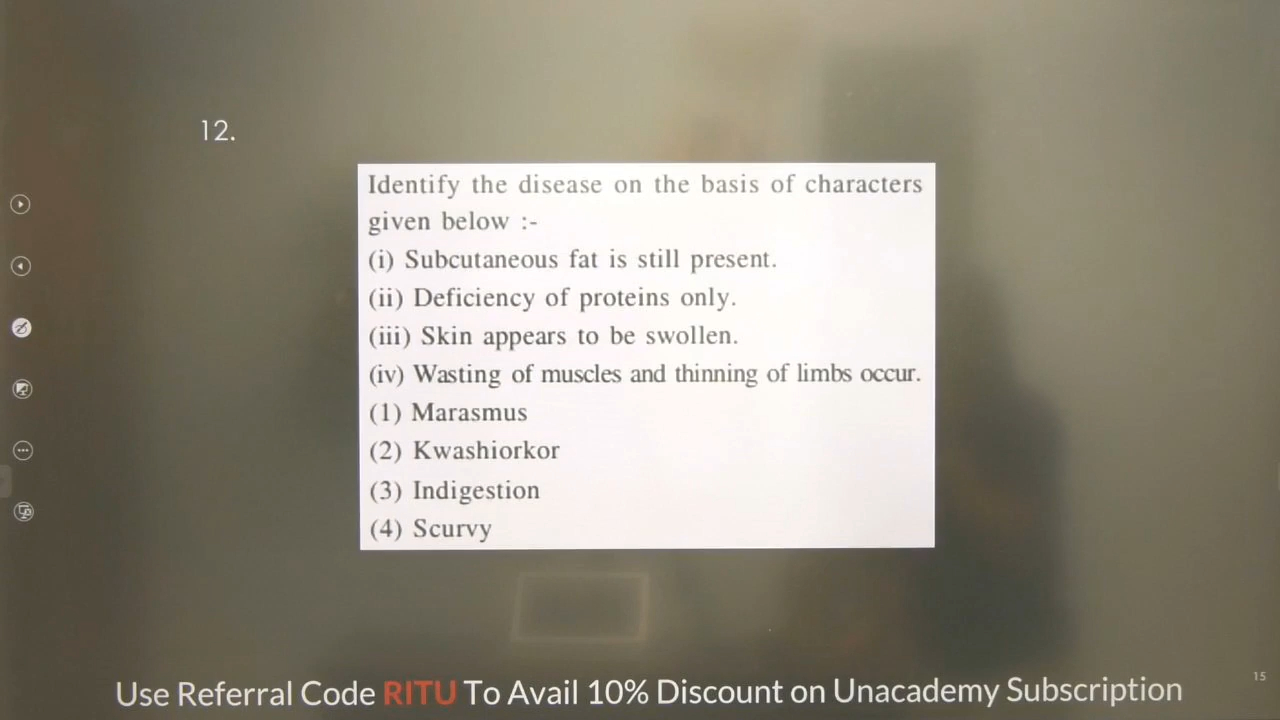 12.
Identify the disease on the basis of characters
given below :-
(i) Subcutaneous fat is still present.
(ii) Deficiency of proteins only.
(iii) Skin appears to be swollen.
(iv) Wasting of muscles and thinning of limbs occur.
(1) Marasmus
(2) Kwashiorkor
(3) Indigestion
(4) Scurvy
15
Use Referral Code RITU To Avail 10% Discount on Unacademy Subscription